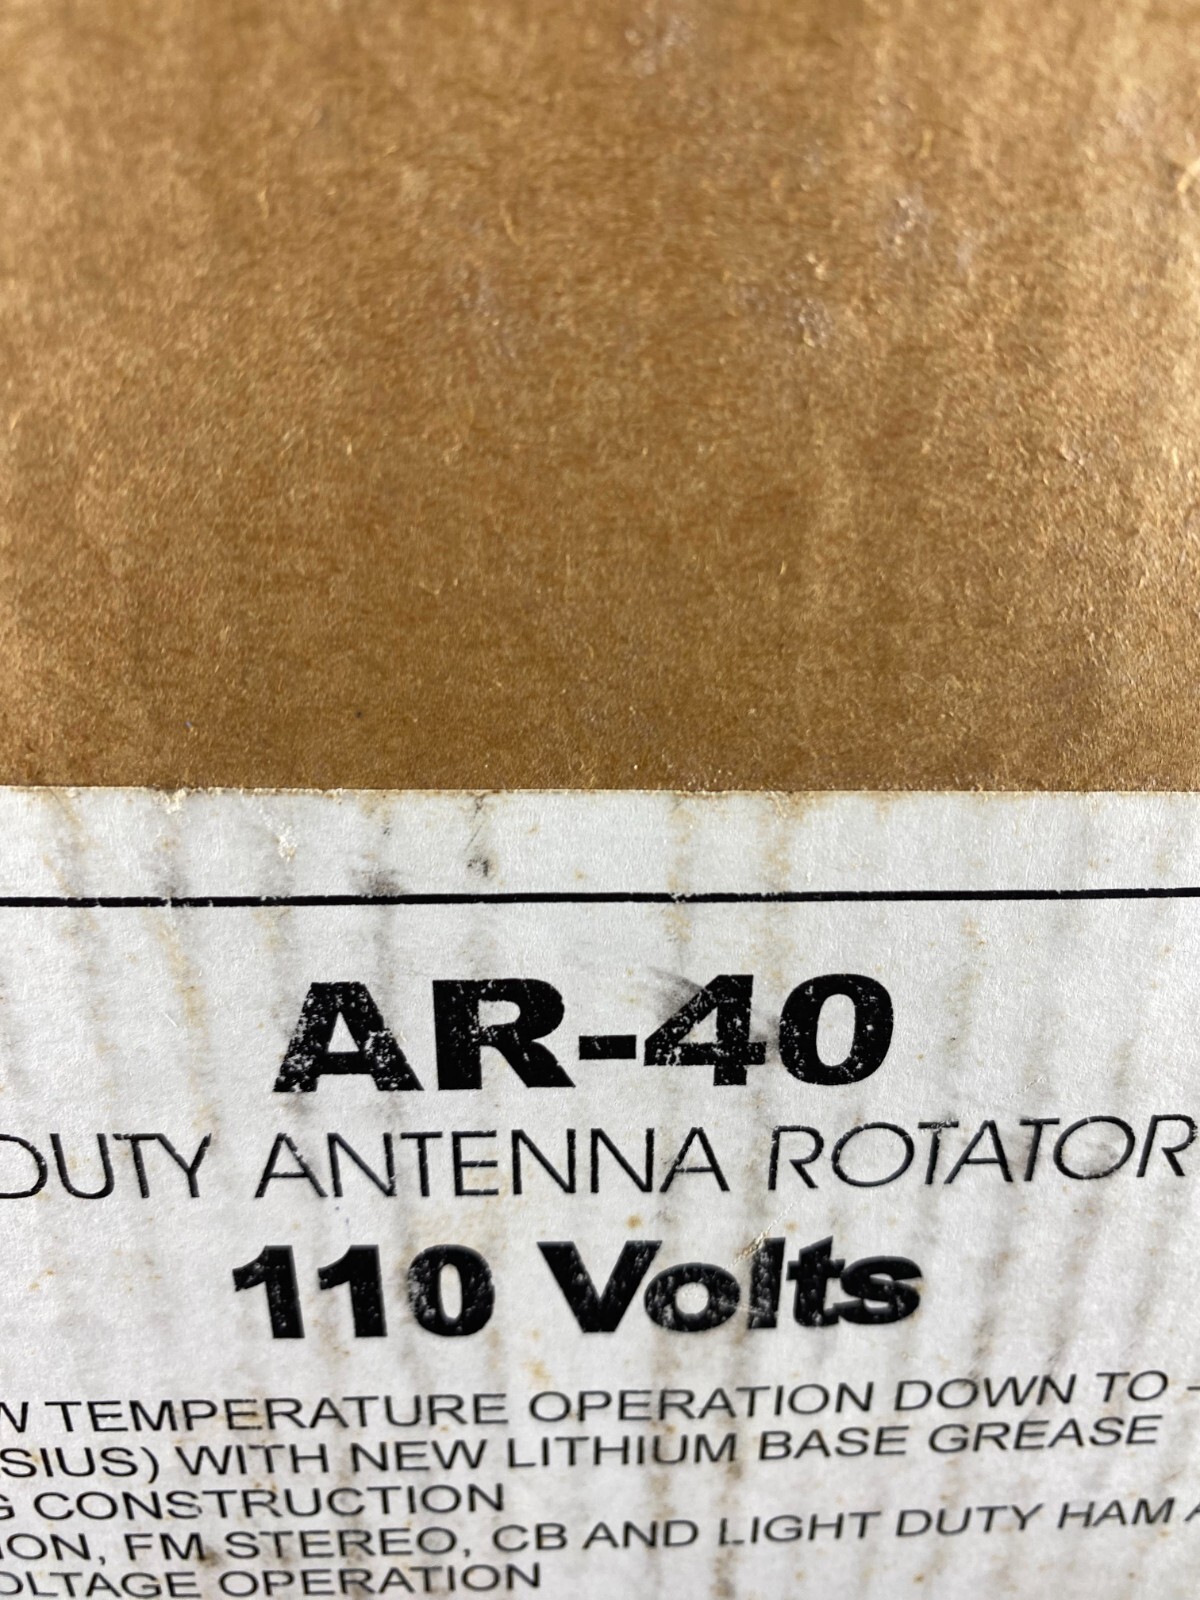 AR-40
DUTY ANTENNA ROTATOR
110 Volts
W TEMPERATURE OPERATION DOWN TO -
SIUS) WITH NEW LITHIUM BASE GREASE
G CONSTRUCTION
ION, FM STEREO, CB AND LIGHT DUTY HAM A
OLTAGE OPERATION